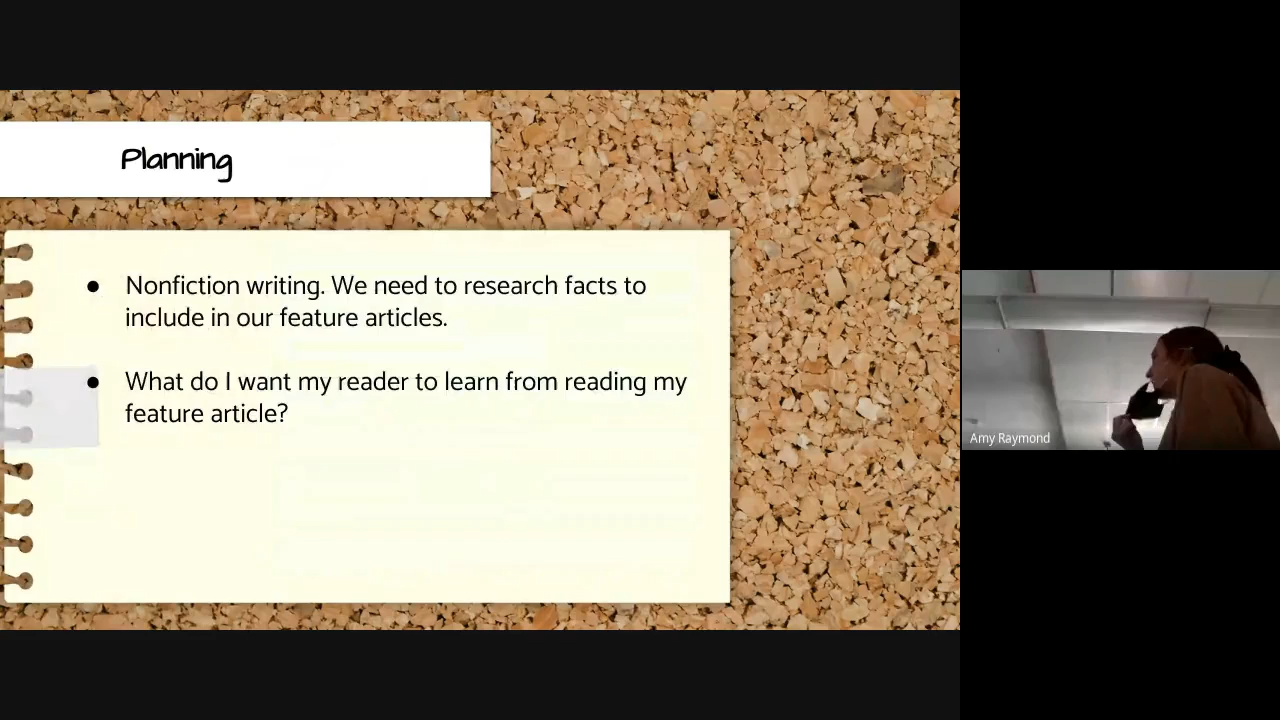 Planning
● Nonfiction writing. We need to research facts to
include in our feature articles.
● What do I want my reader to learn from reading my
feature article?
Amy Raymond